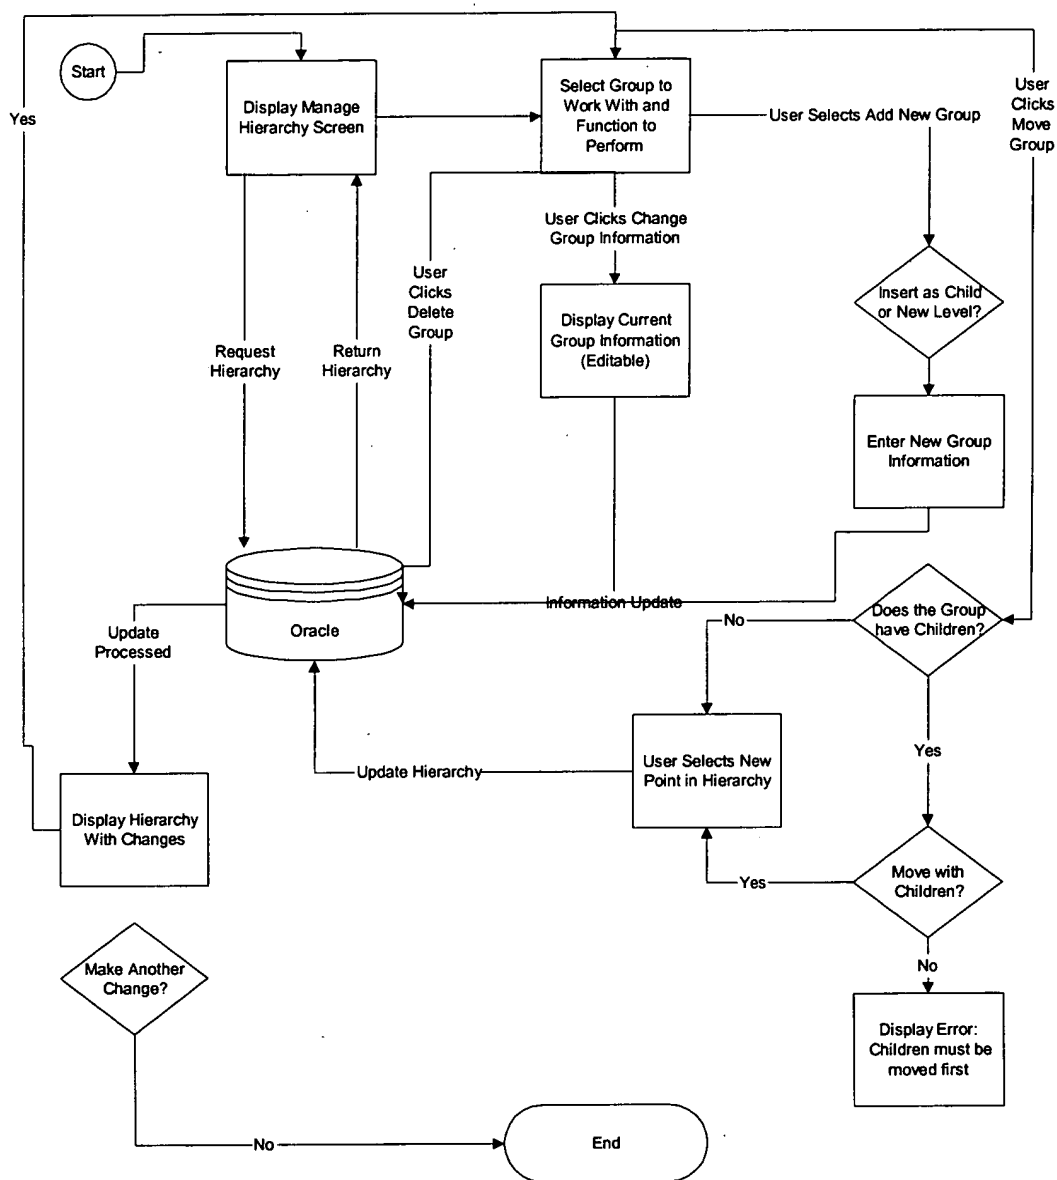 Start
Display Manage
Hierarchy Screen
Select Group to
Work With and
Function to
Perform
User Selects Add New Group
User
Clicks
Move
Group
Yes
User Clicks Change
Group Information
User
Clicks
Delete
Group
Insert as Child
or New Level?
Display Current
Group Information
(Editable)
Request
Hierarchy
Return
Hierarchy
Enter New Group
Information
Oracle
Information Update
Does the Group
have Children?
No
Update
Processed
Yes
User Selects New
Point in Hierarchy
Update Hierarchy
Display Hierarchy
With Changes
Move with
Children?
Yes
No
Make Another
Change?
Display Error:
Children must be
moved first
No
End